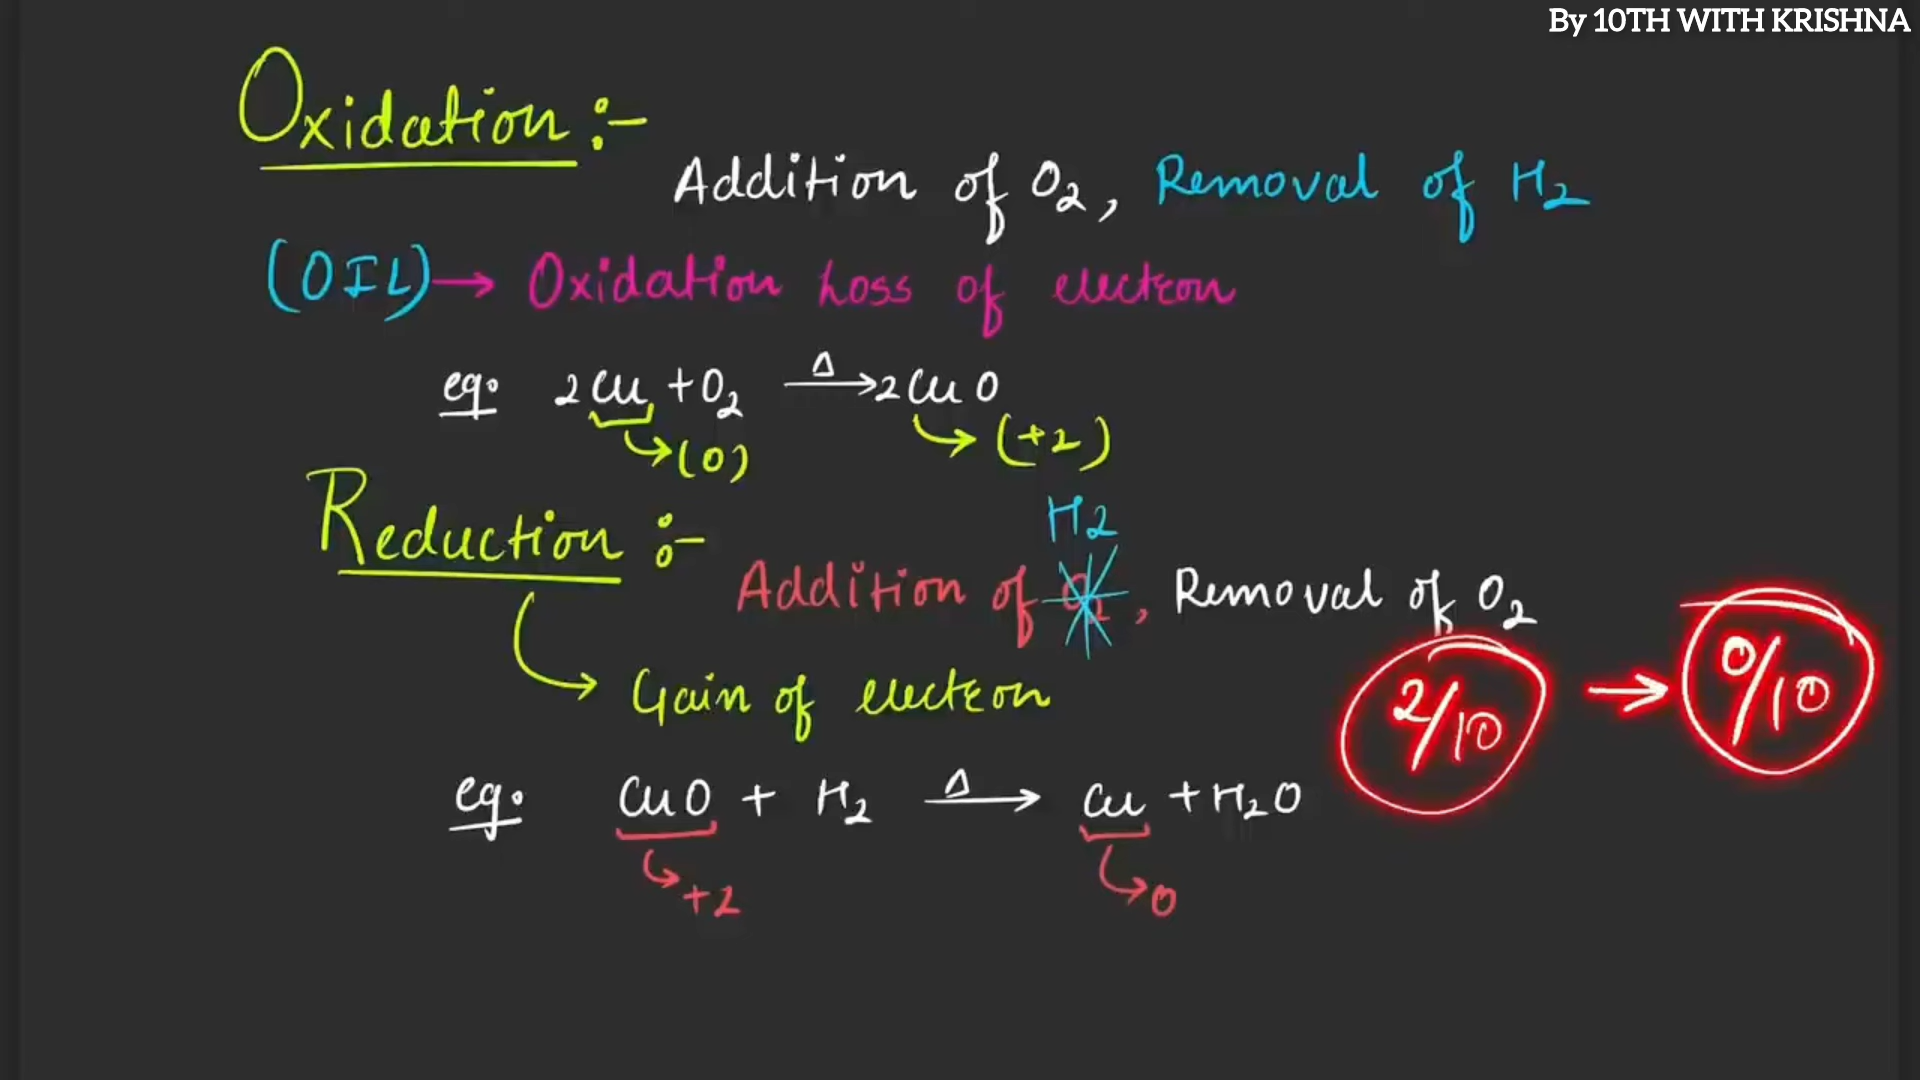 By 10TH WITH KRISHNA
Oxidation :-
Addition of O₂, Removal of H₂
(OIL) → Oxidation Loss of electron
eg. 2Cu + O₂ —Δ→ 2CuO
↳ (0) ↳ (+2)
Reduction :-
H₂
Addition of , Removal of O₂
↳ Gain of electron
2/10 → 0/10
eg. CuO + H₂ —Δ→ Cu + H₂O
↳ +2 ↳ 0